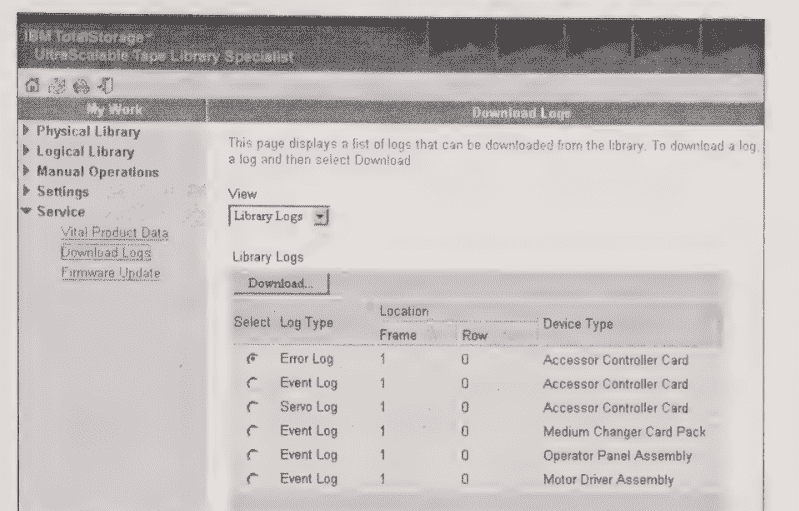 IBM TotalStorage™
UltraScalable Tape Library Specialist
My Work
Download Logs
Physical Library
Logical Library
Manual Operations
Settings
Service
Vital Product Data
Download Logs
Firmware Update
This page displays a list of logs that can be downloaded from the library. To download a log,
a log and then select Download
View
Library Logs
Library Logs
Download...
Select Log Type Location Device Type
Frame Row
Error Log 1 0 Accessor Controller Card
Event Log 1 0 Accessor Controller Card
Servo Log 1 0 Accessor Controller Card
Event Log 1 0 Medium Changer Card Pack
Event Log 1 0 Operator Panel Assembly
Event Log 1 0 Motor Driver Assembly